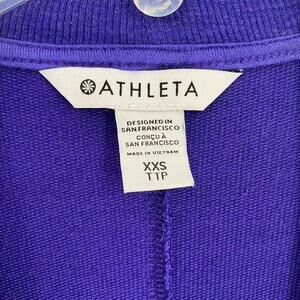 ATHLETA
DESIGNED IN
SAN FRANCISCO
CONÇU À
SAN FRANCISCO
MADE IN VIETNAM
XXS
TTP